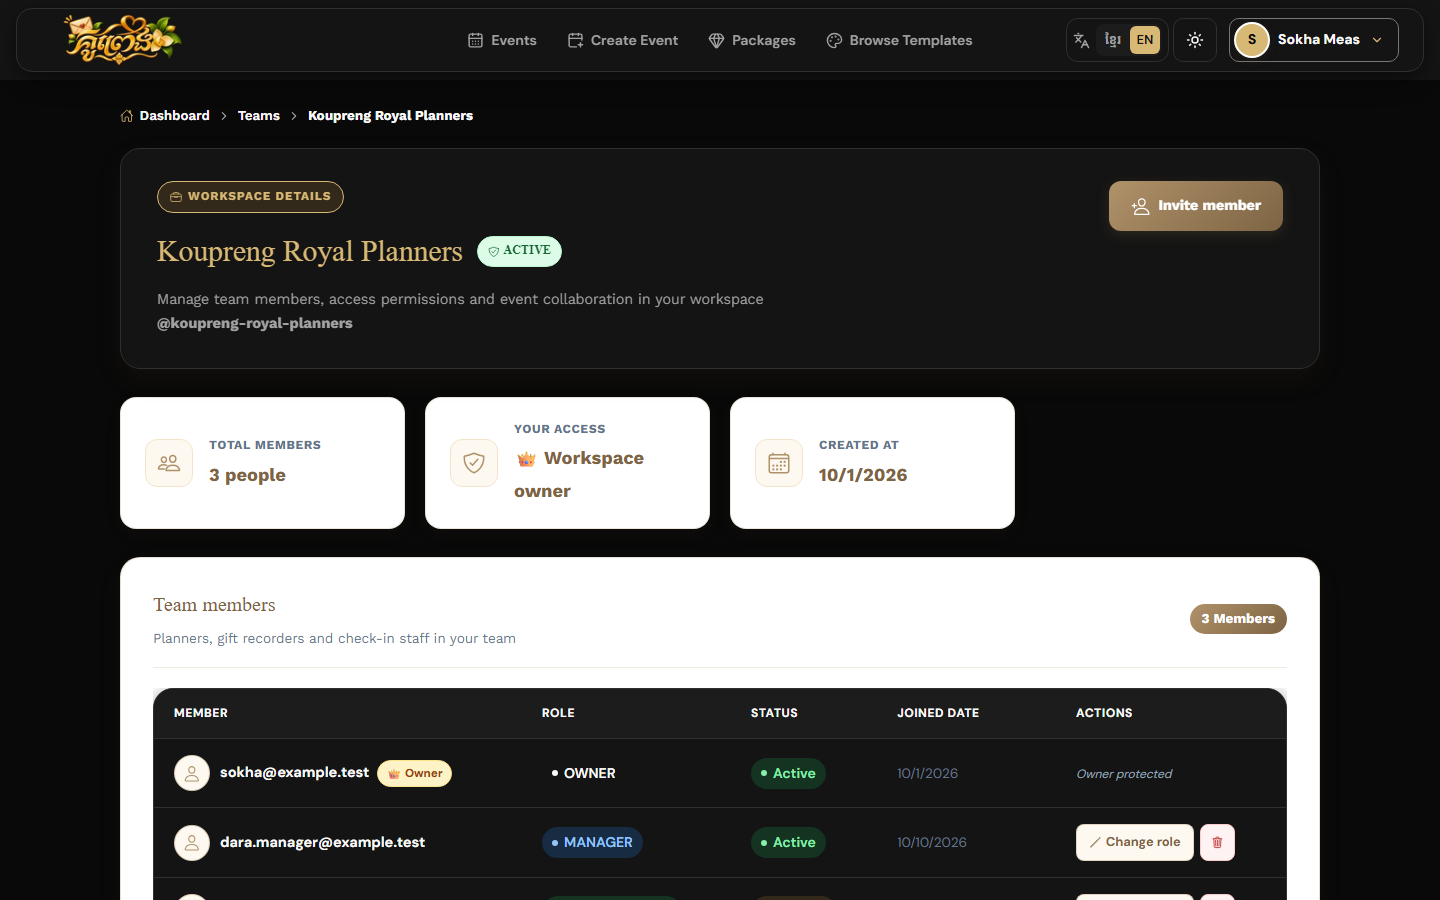 គូព្រេង
Events
Create Event
Packages
Browse Templates
ខ្មែរ
EN
S
Sokha Meas
Dashboard
Teams
Koupreng Royal Planners
WORKSPACE DETAILS
Invite member
Koupreng Royal Planners
ACTIVE
Manage team members, access permissions and event collaboration in your workspace
@koupreng-royal-planners
TOTAL MEMBERS
3 people
YOUR ACCESS
Workspace
owner
CREATED AT
10/1/2026
Team members
Planners, gift recorders and check-in staff in your team
3 Members
MEMBER ROLE STATUS JOINED DATE ACTIONS
sokha@example.test Owner OWNER Active 10/1/2026 Owner protected
dara.manager@example.test MANAGER Active 10/10/2026 Change role